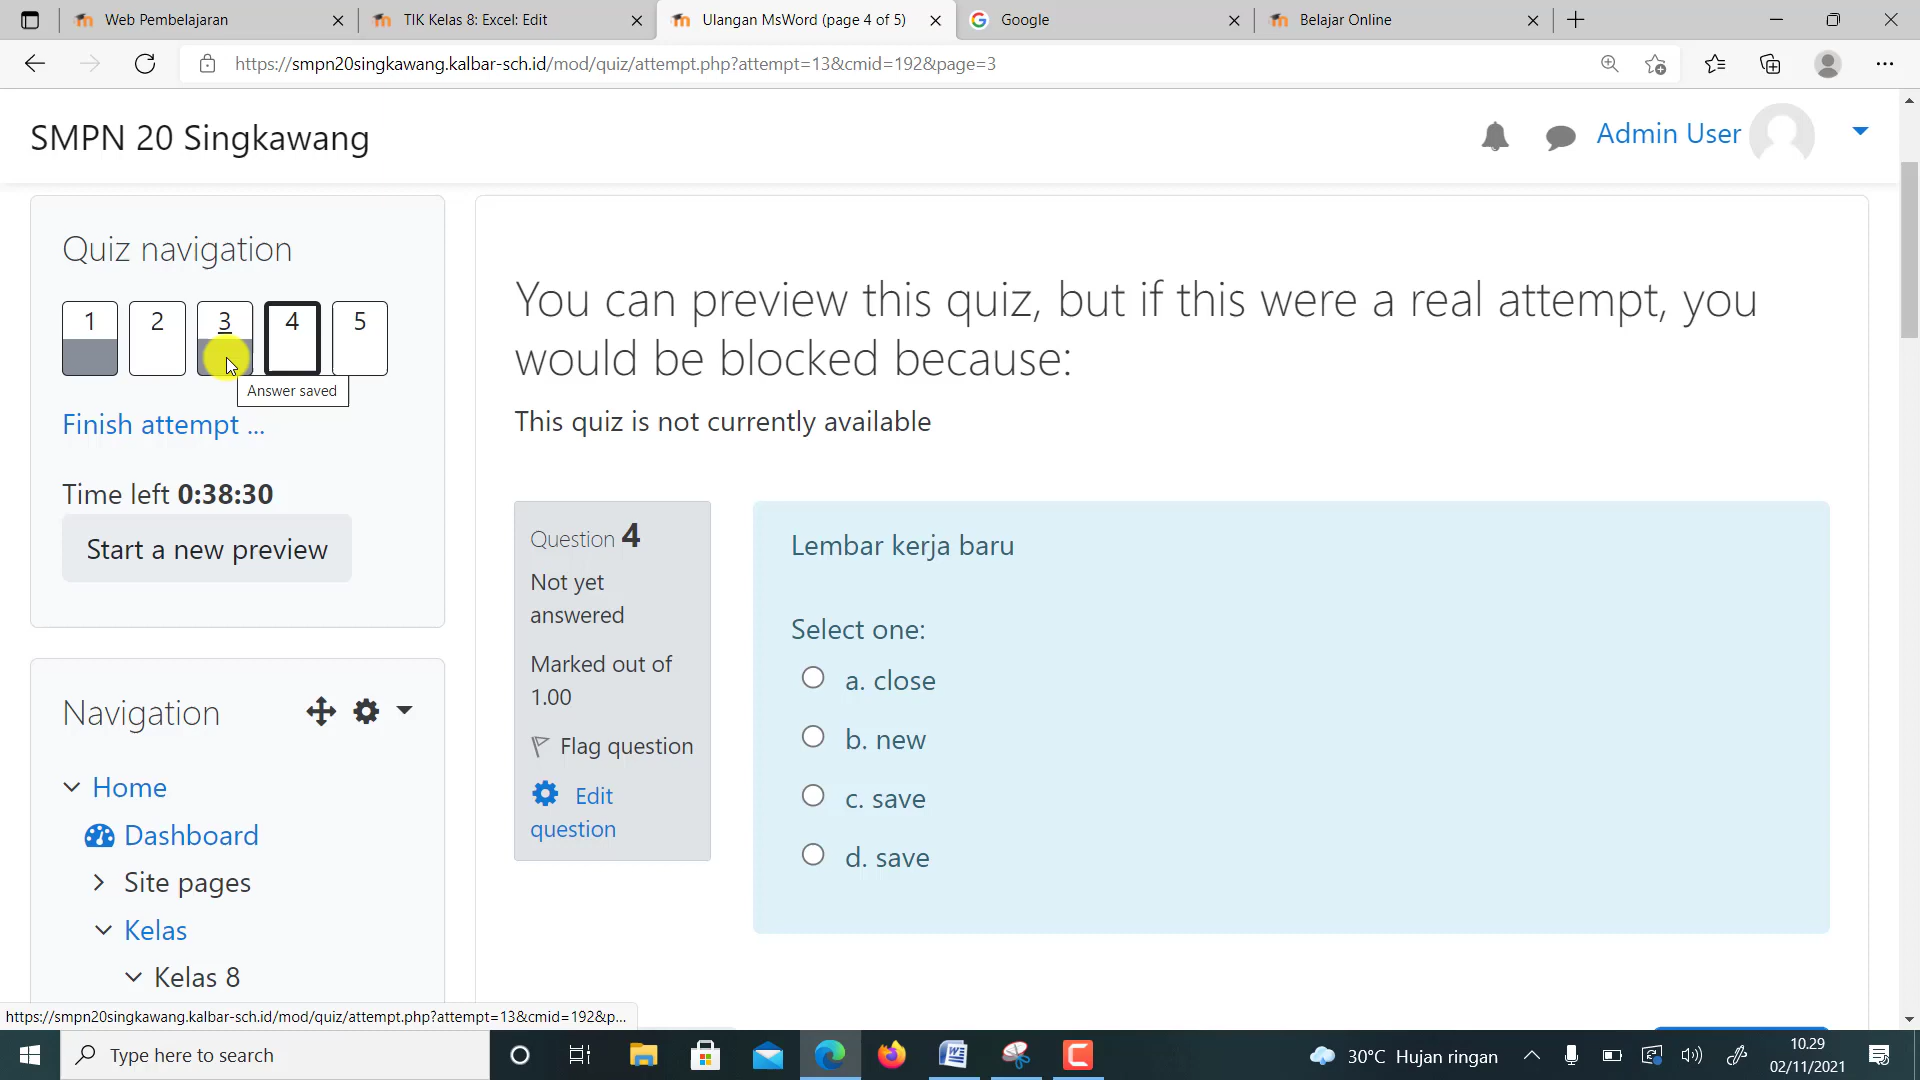 Web Pembelajaran
TIK Kelas 8: Excel: Edit
Ulangan MsWord (page 4 of 5)
Google
Belajar Online
https://smpn20singkawang.kalbar-sch.id/mod/quiz/attempt.php?attempt=13&cmid=192&page=3
SMPN 20 Singkawang
Admin User
Quiz navigation
1 2 3 4 5
Answer saved
Finish attempt ...
Time left 0:38:30
Start a new preview
Navigation
Home
Dashboard
Site pages
Kelas
Kelas 8
You can preview this quiz, but if this were a real attempt, you
would be blocked because:
This quiz is not currently available
Question 4
Not yet
answered
Marked out of
1.00
Flag question
Edit
question
Lembar kerja baru
Select one:
a. close
b. new
c. save
d. save
https://smpn20singkawang.kalbar-sch.id/mod/quiz/attempt.php?attempt=13&cmid=192&p...
Type here to search
30°C Hujan ringan
10.29
02/11/2021